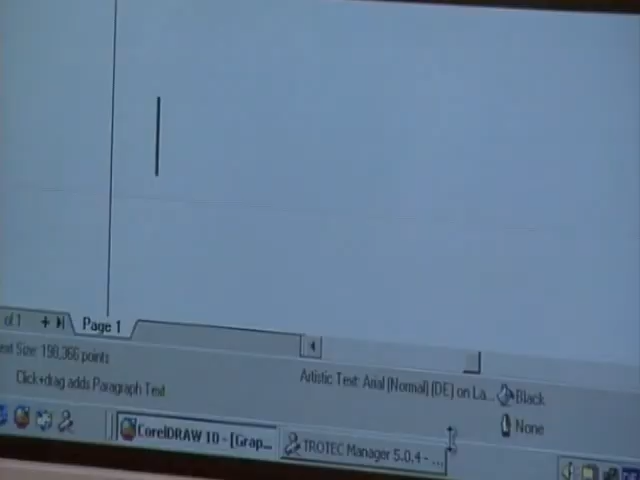 of 1
Page 1
Size: 198,366 points
Click+drag adds Paragraph Text
Artistic Text: Arial (Normal) (DE) on La...
Black
None
CorelDRAW 10 - [Grap...
TROTEC Manager 5.0.4 - ...